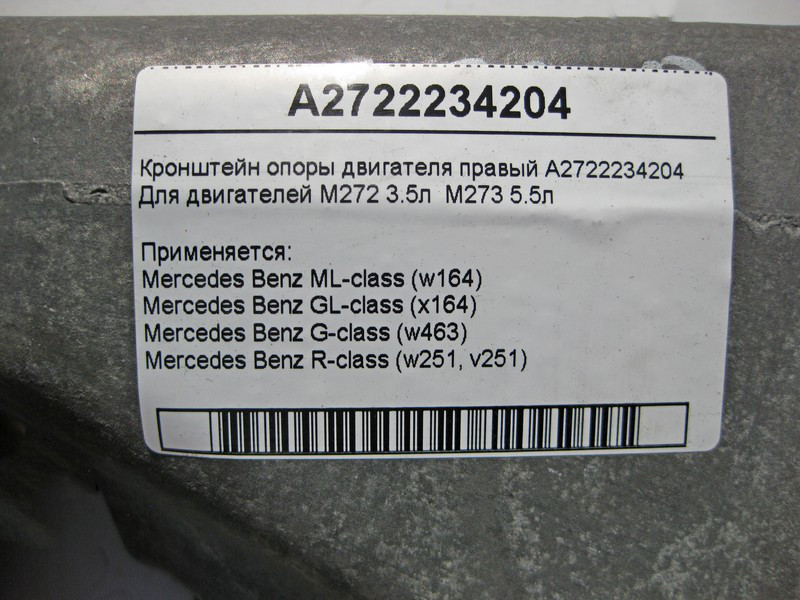 A2722234204
Кронштейн опоры двигателя правый A2722234204
Для двигателей M272 3.5л M273 5.5л
Применяется:
Mercedes Benz ML-class (w164)
Mercedes Benz GL-class (x164)
Mercedes Benz G-class (w463)
Mercedes Benz R-class (w251, v251)